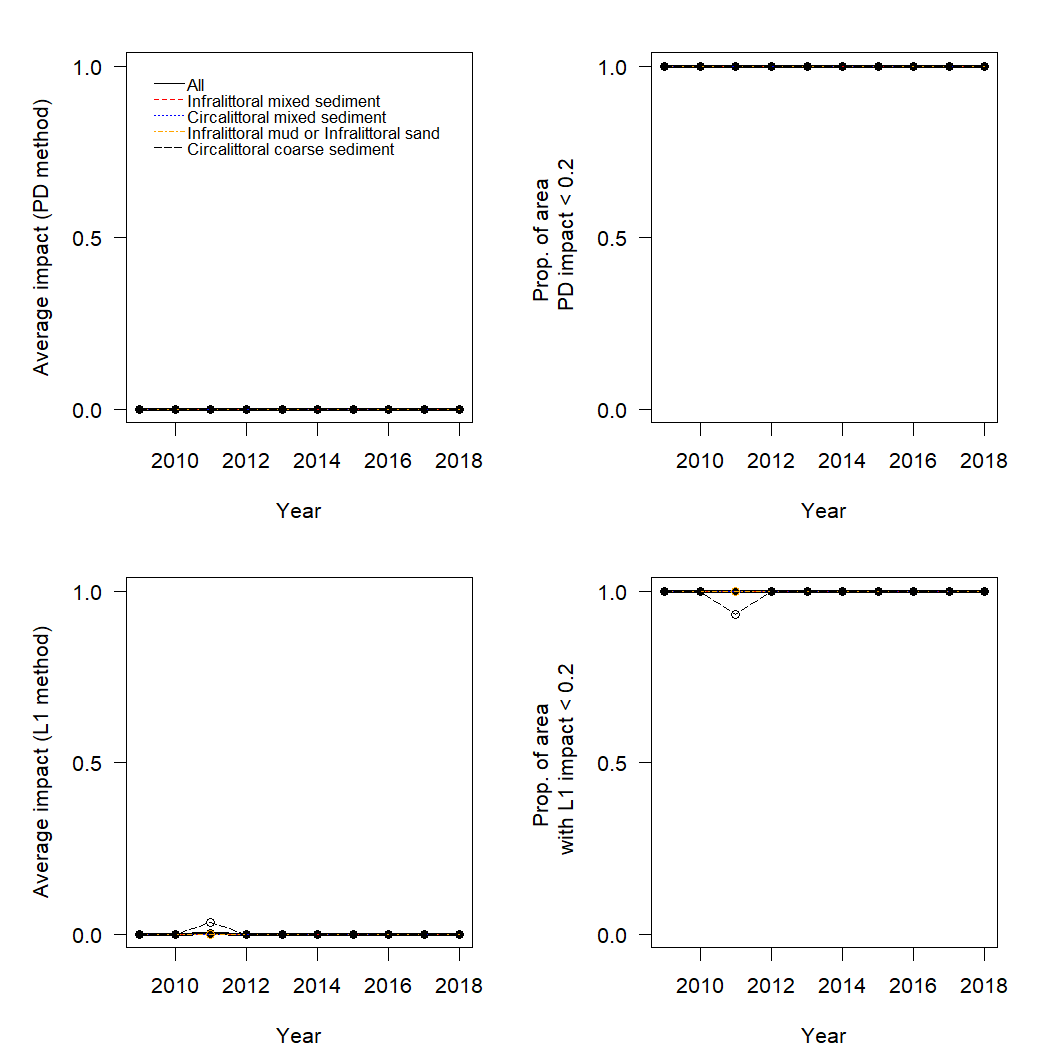 Average impact (PD method)
1.0
0.5
0.0
All
Infralittoral mixed sediment
Circalittoral mixed sediment
Infralittoral mud or Infralittoral sand
Circalittoral coarse sediment
2010 2012 2014 2016 2018
Year
Prop. of area
PD impact < 0.2
1.0
0.5
0.0
2010 2012 2014 2016 2018
Year
Average impact (L1 method)
1.0
0.5
0.0
2010 2012 2014 2016 2018
Year
Prop. of area
with L1 impact < 0.2
1.0
0.5
0.0
2010 2012 2014 2016 2018
Year